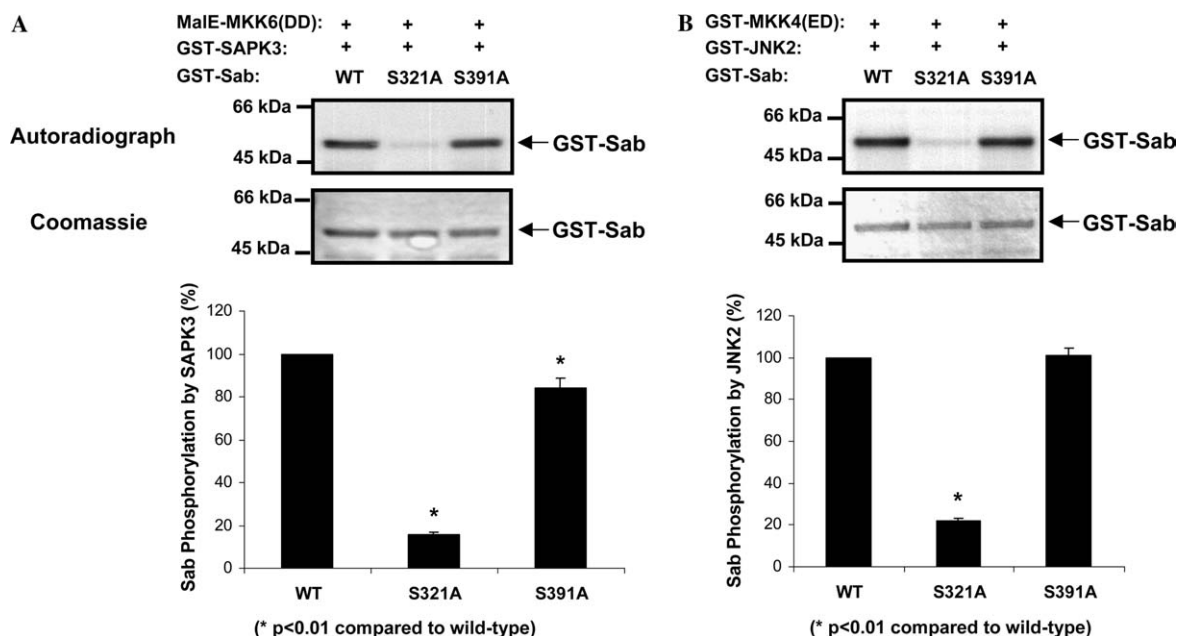 A
MalE-MKK6(DD): + + +
GST-SAPK3: + + +
GST-Sab: WT S321A S391A
66 kDa
Autoradiograph
GST-Sab
45 kDa
66 kDa
Coomassie
GST-Sab
45 kDa
Sab Phosphorylation by SAPK3 (%)
120
100
80
60
40
20
0
*
*
WT S321A S391A
(* p<0.01 compared to wild-type)
B
GST-MKK4(ED): + + +
GST-JNK2: + + +
GST-Sab: WT S321A S391A
66 kDa
GST-Sab
45 kDa
66 kDa
GST-Sab
45 kDa
Sab Phosphorylation by JNK2 (%)
120
100
80
60
40
20
0
*
WT S321A S391A
(* p<0.01 compared to wild-type)